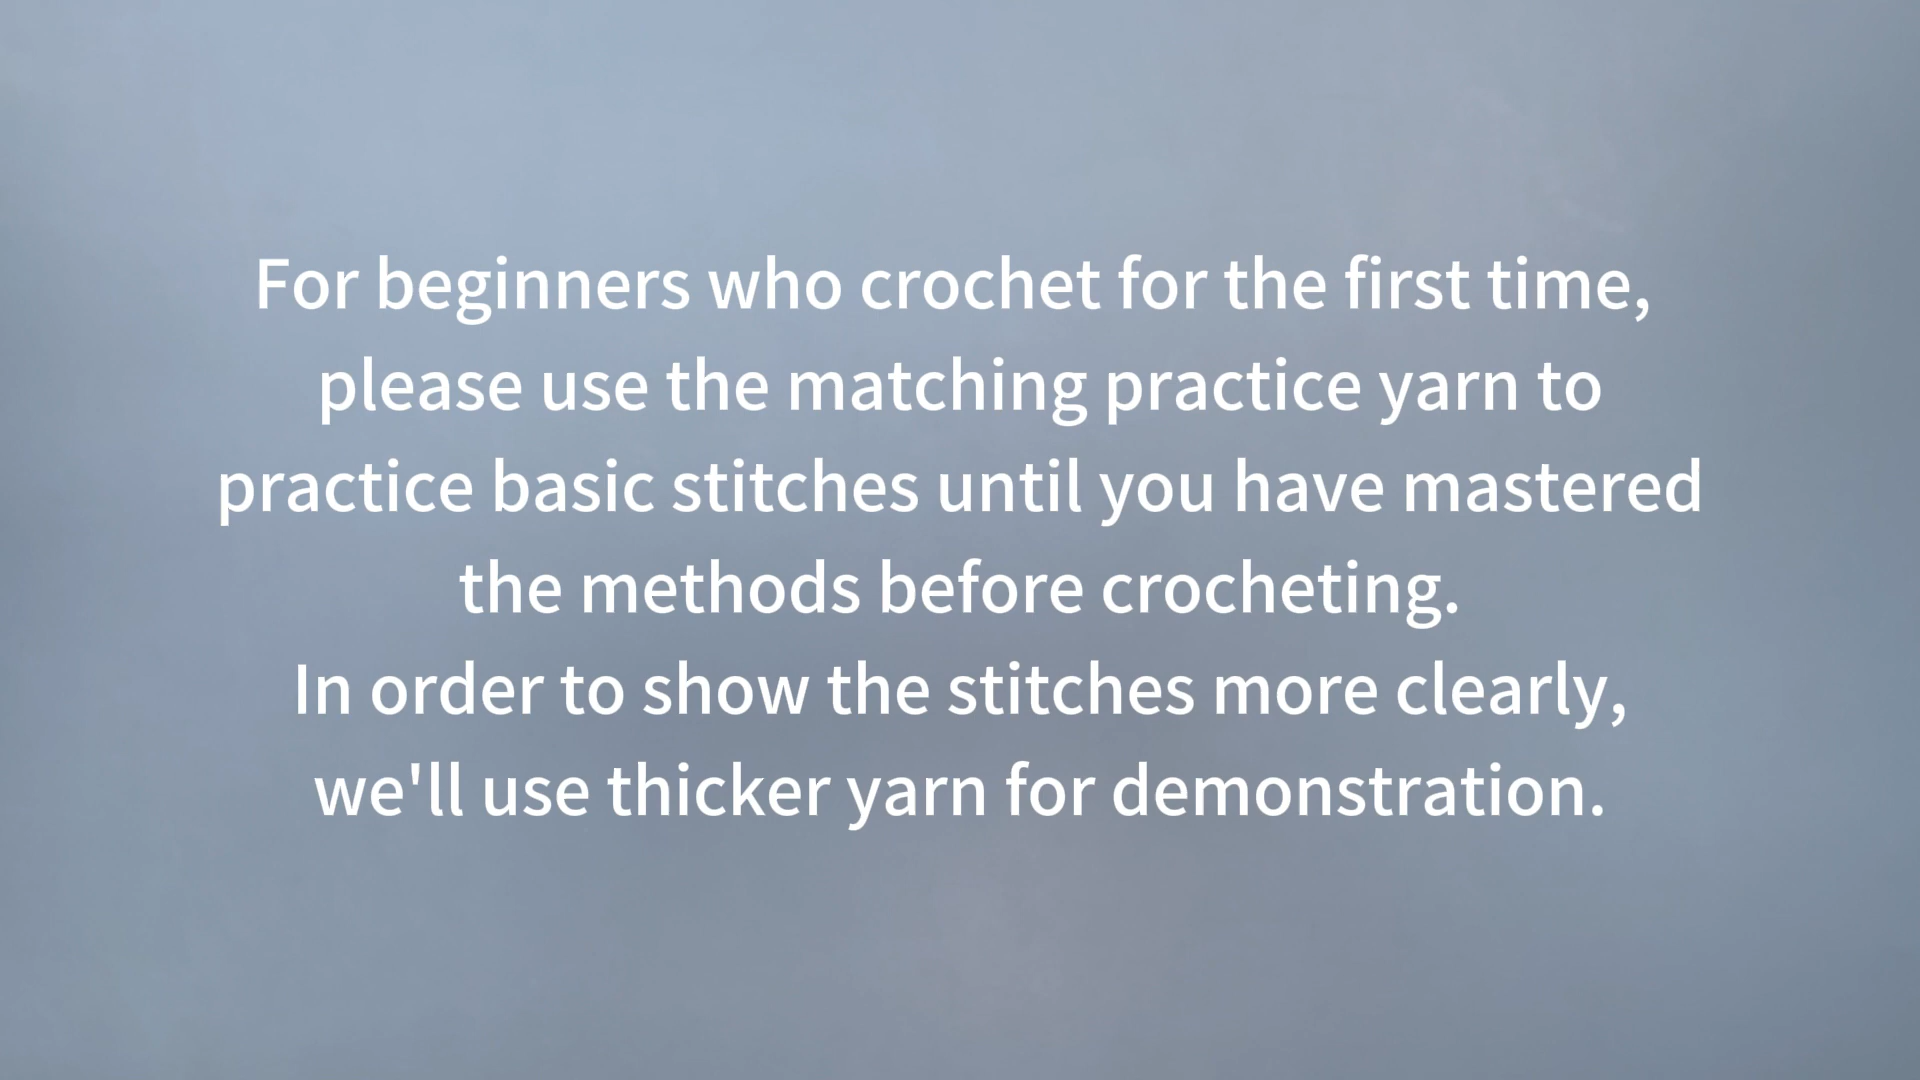 For beginners who crochet for the first time,
please use the matching practice yarn to
practice basic stitches until you have mastered
the methods before crocheting.
In order to show the stitches more clearly,
we'll use thicker yarn for demonstration.